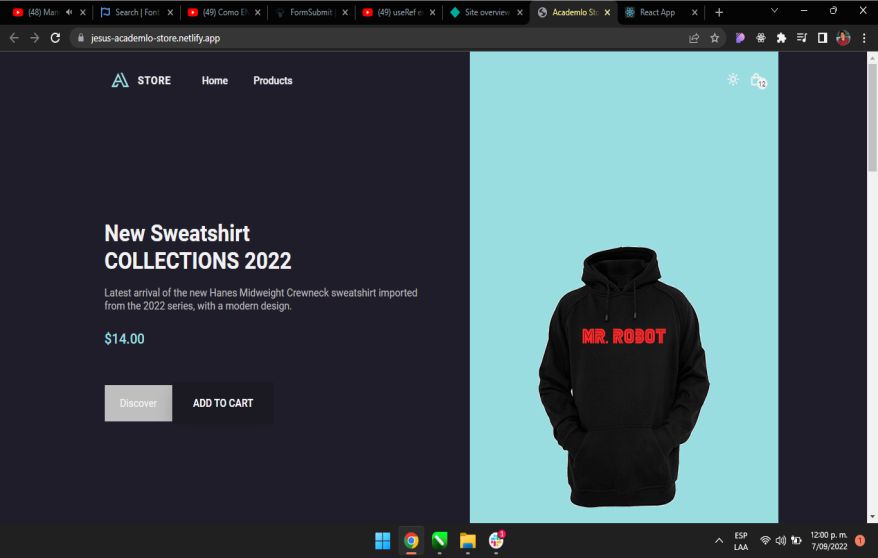 (48) Man
Search | Font
(49) Como EN
FormSubmit |
(49) useRef e
Site overview
Academlo Sto
React App
jesus-academlo-store.netlify.app
STORE
Home
Products
12
New Sweatshirt
COLLECTIONS 2022
Latest arrival of the new Hanes Midweight Crewneck sweatshirt imported
from the 2022 series, with a modern design.
$14.00
Discover
ADD TO CART
MR. ROBOT
ESP
LAA
12:00 p. m.
7/09/2022
1